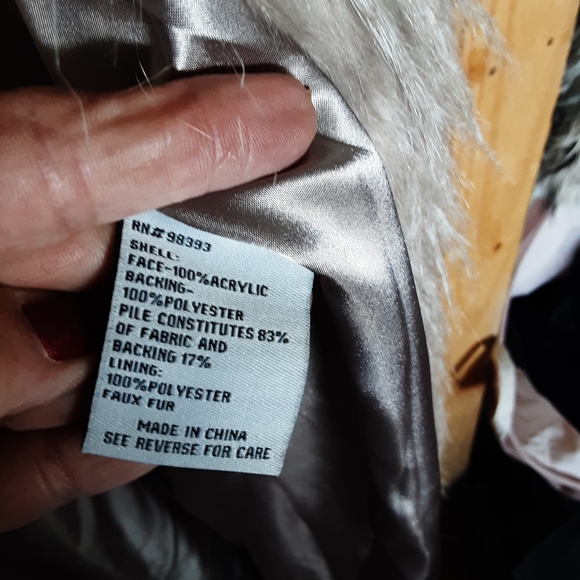 RN# 98393
SHELL:
FACE-100%ACRYLIC
BACKING-
100%POLYESTER
PILE CONSTITUTES 83%
OF FABRIC AND
BACKING 17%
LINING:
100%POLYESTER
FAUX FUR
MADE IN CHINA
SEE REVERSE FOR CARE